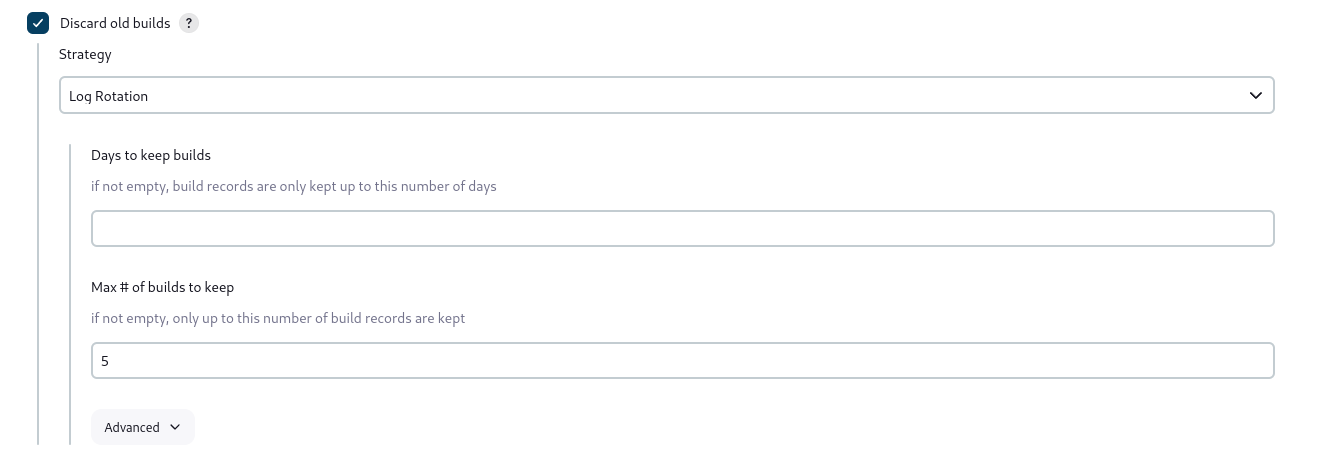 Discard old builds ?
Strategy
Log Rotation
Days to keep builds
if not empty, build records are only kept up to this number of days
Max # of builds to keep
if not empty, only up to this number of build records are kept
5
Advanced